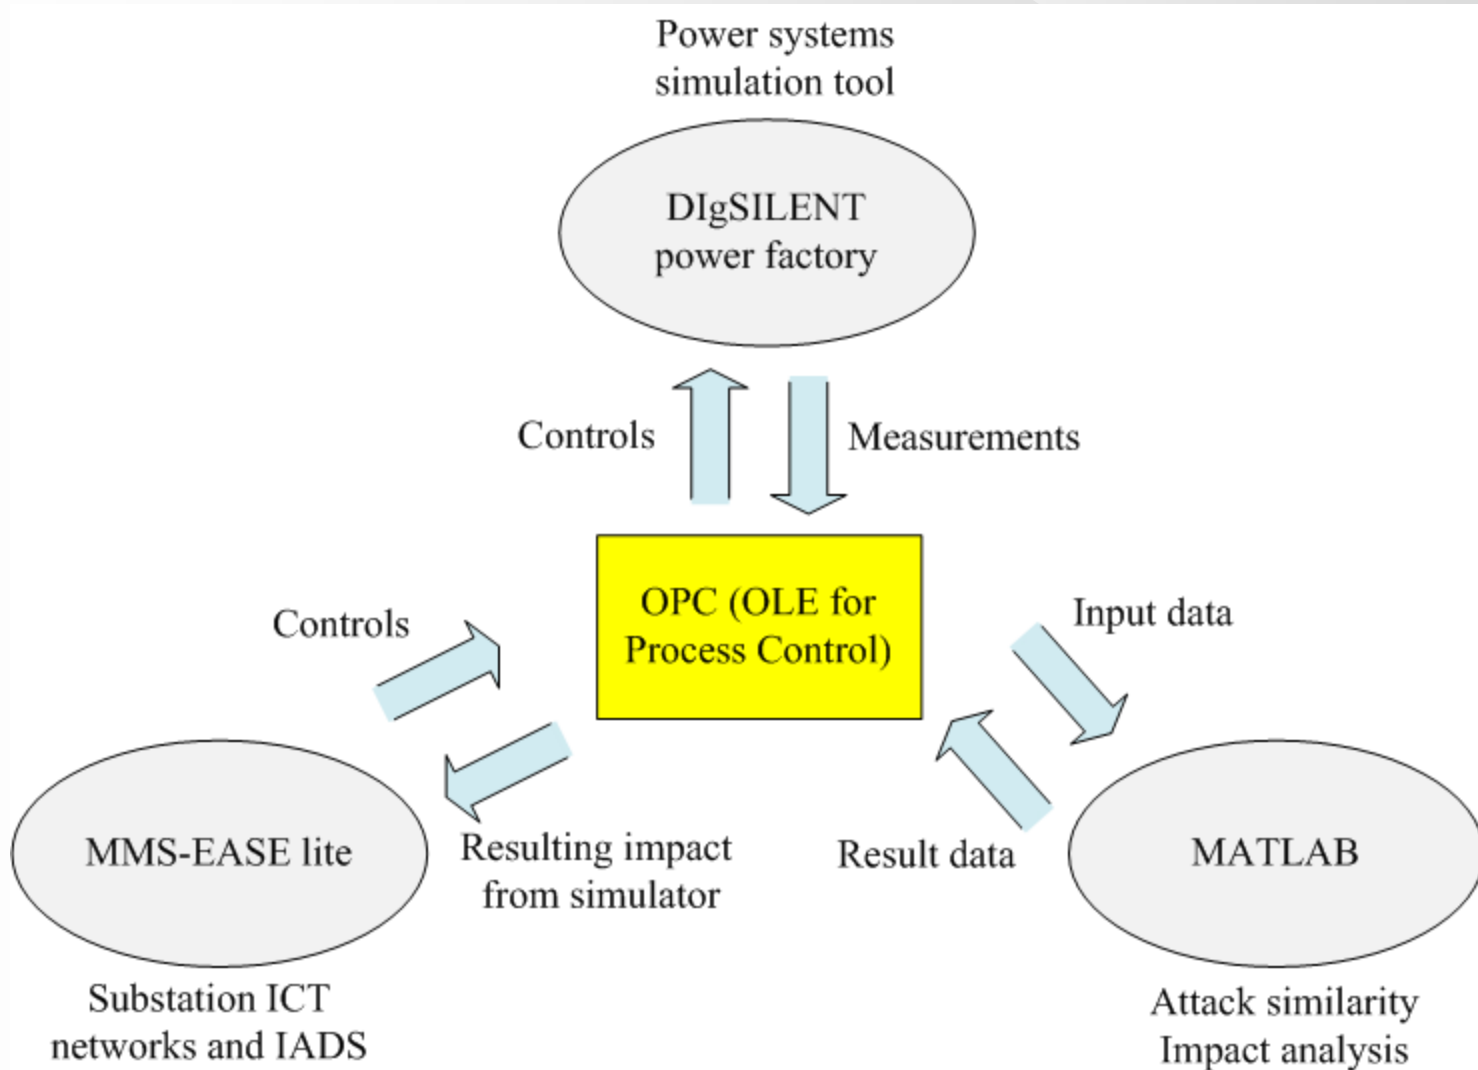 Power systems
simulation tool
DIgSILENT
power factory
Controls
Measurements
OPC (OLE for
Process Control)
Controls
Input data
MMS-EASE lite
Resulting impact
from simulator
Result data
MATLAB
Substation ICT
networks and IADS
Attack similarity
Impact analysis